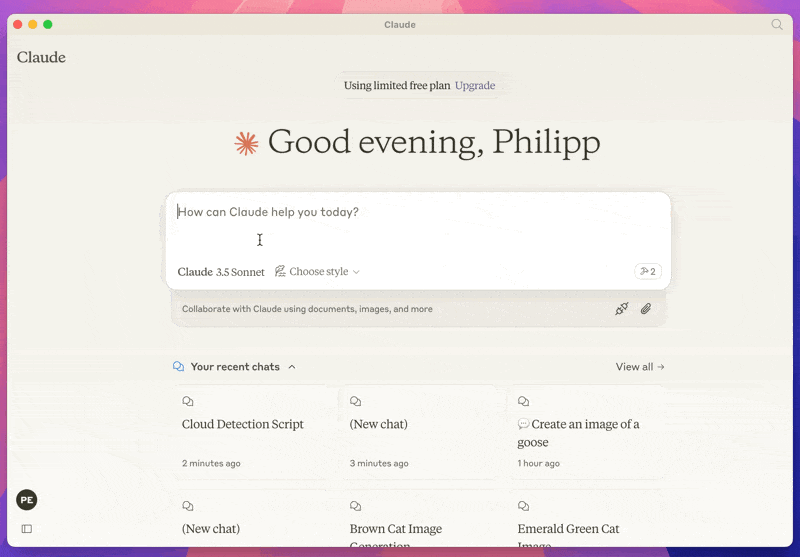 Claude
Claude
Using limited free plan Upgrade
Good evening, Philipp
How can Claude help you today?
Claude 3.5 Sonnet Choose style
2
Collaborate with Claude using documents, images, and more
Your recent chats
View all →
Cloud Detection Script
2 minutes ago
(New chat)
3 minutes ago
💬 Create an image of a
goose
1 hour ago
PE
(New chat)
Brown Cat Image
Generation
Emerald Green Cat
Image